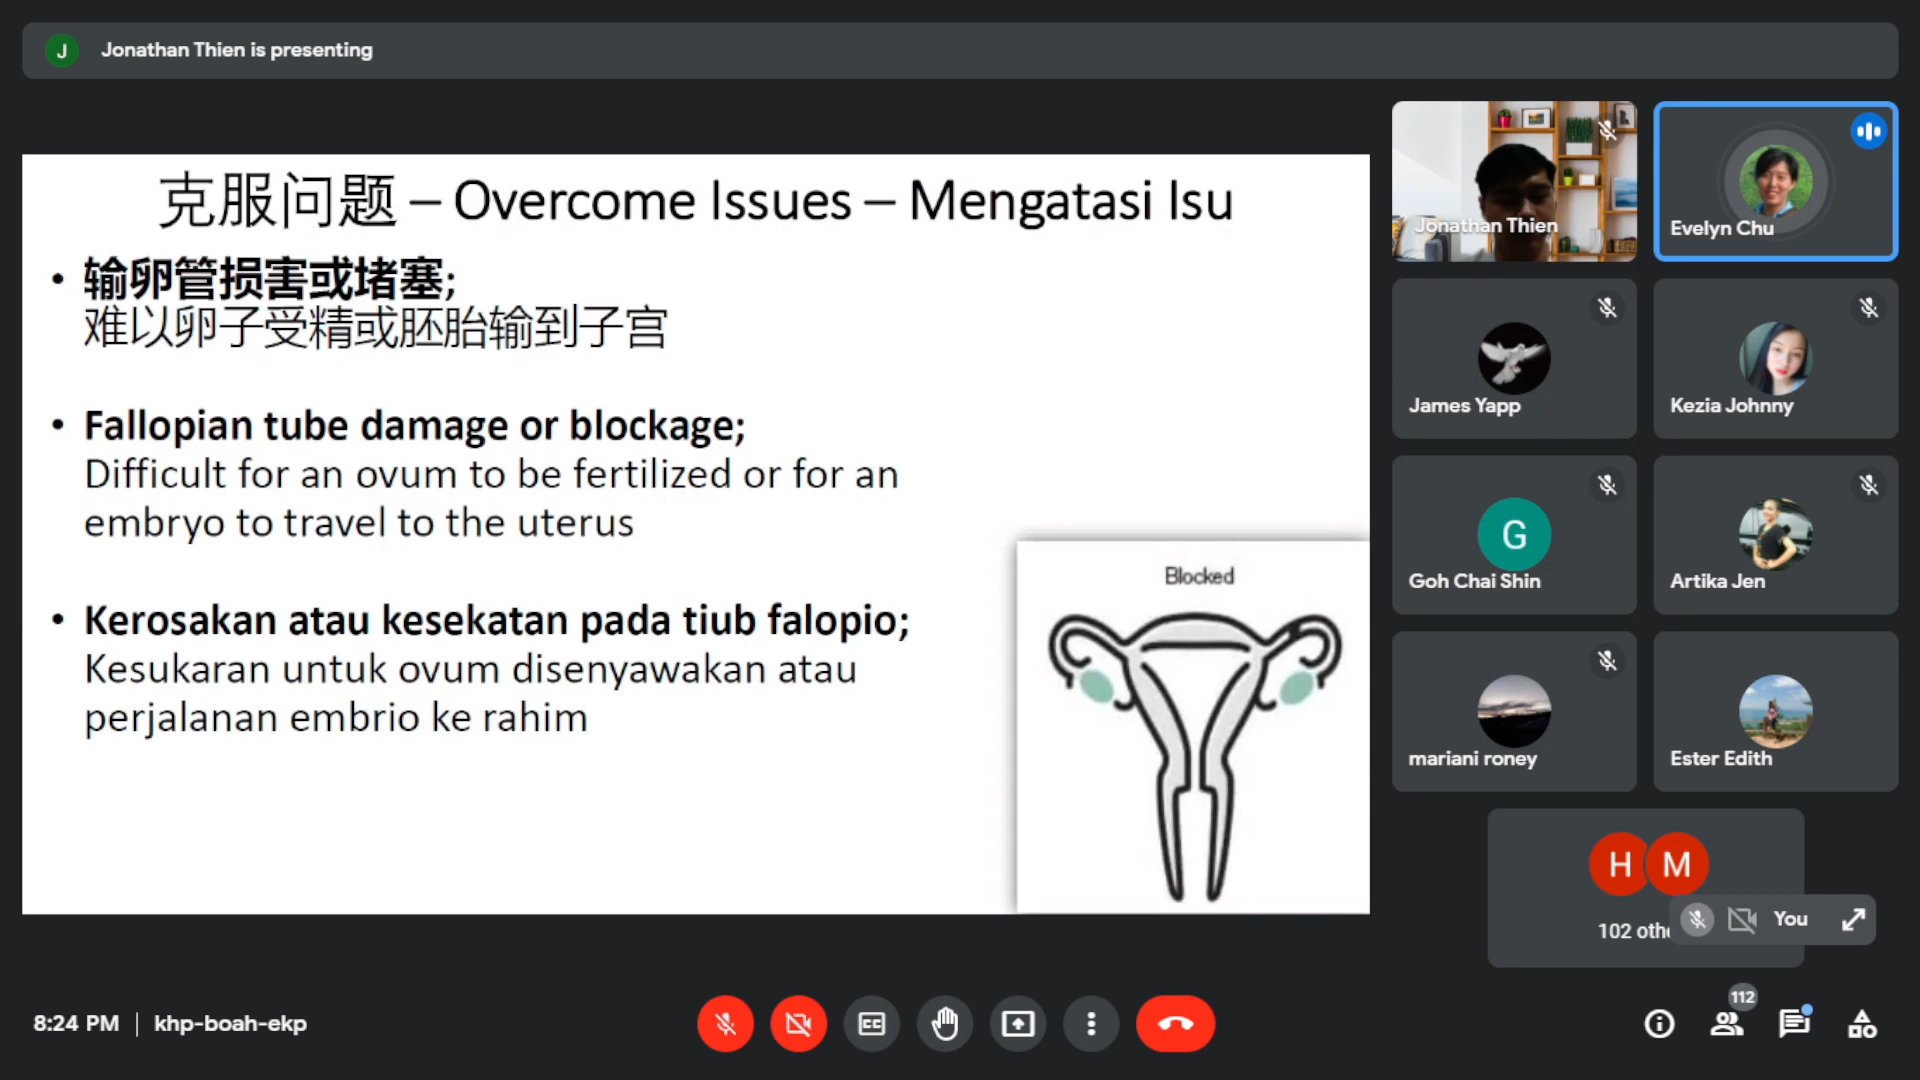 J
Jonathan Thien is presenting
克服问题 – Overcome Issues – Mengatasi Isu
• 输卵管损害或堵塞;
难以卵子受精或胚胎输到子宫
• Fallopian tube damage or blockage;
Difficult for an ovum to be fertilized or for an
embryo to travel to the uterus
• Kerosakan atau kesekatan pada tiub falopio;
Kesukaran untuk ovum disenyawakan atau
perjalanan embrio ke rahim
Blocked
Jonathan Thien
Evelyn Chu
James Yapp
Kezia Johnny
G
Goh Chai Shin
Artika Jen
mariani roney
Ester Edith
H M
102 othe
You
8:24 PM | khp-boah-ekp
CC
112